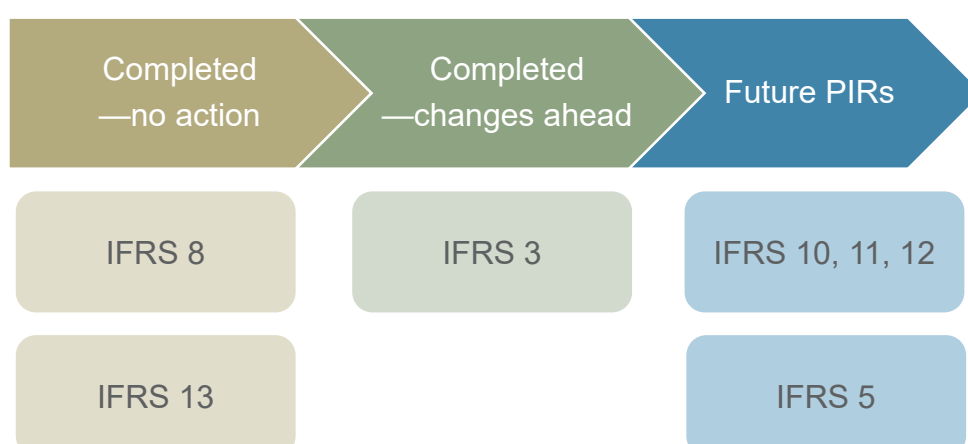 Completed
—no action
Completed
—changes ahead
Future PIRs
IFRS 8
IFRS 3
IFRS 10, 11, 12
IFRS 13
IFRS 5